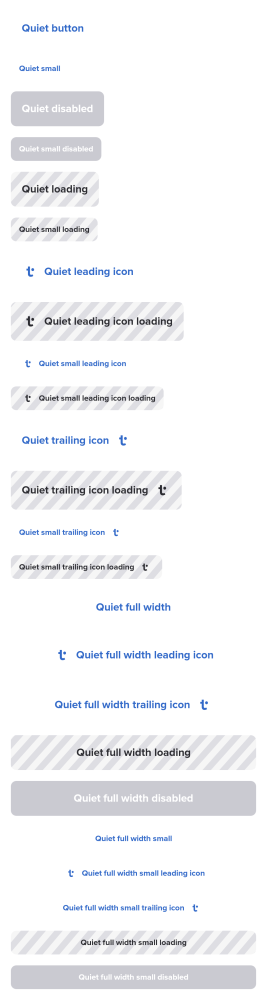 Quiet button
Quiet small
Quiet disabled
Quiet small disabled
Quiet loading
Quiet small loading
Quiet leading icon
Quiet leading icon loading
Quiet small leading icon
Quiet small leading icon loading
Quiet trailing icon
Quiet trailing icon loading
Quiet small trailing icon
Quiet small trailing icon loading
Quiet full width
Quiet full width leading icon
Quiet full width trailing icon
Quiet full width loading
Quiet full width disabled
Quiet full width small
Quiet full width small leading icon
Quiet full width small trailing icon
Quiet full width small loading
Quiet full width small disabled